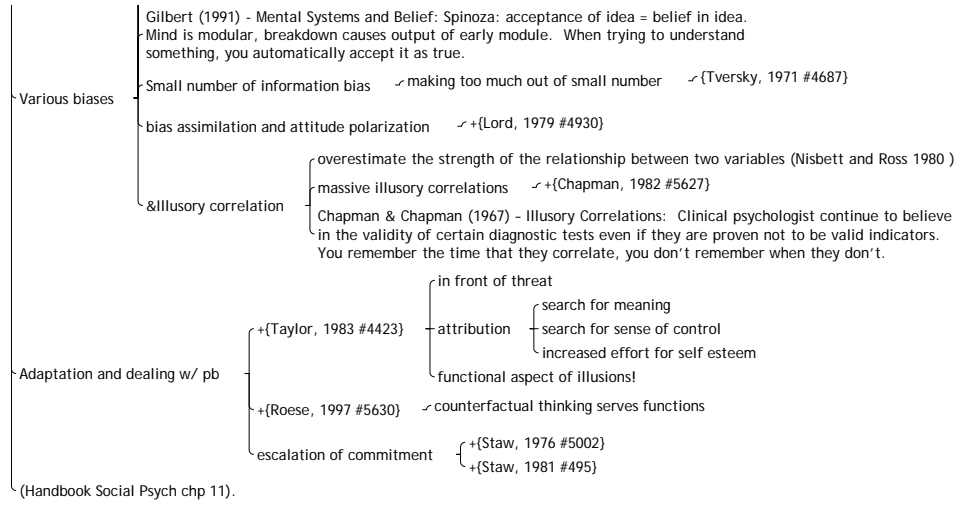 Gilbert (1991) - Mental Systems and Belief: Spinoza: acceptance of idea = belief in idea.
Mind is modular, breakdown causes output of early module.  When trying to understand
something, you automatically accept it as true.
Various biases
Small number of information bias
making too much out of small number
{Tversky, 1971 #4687}
bias assimilation and attitude polarization
+{Lord, 1979 #4930}
&Illusory correlation
overestimate the strength of the relationship between two variables (Nisbett and Ross 1980 )
massive illusory correlations
+{Chapman, 1982 #5627}
Chapman & Chapman (1967) – Illusory Correlations:  Clinical psychologist continue to believe
in the validity of certain diagnostic tests even if they are proven not to be valid indicators.
You remember the time that they correlate, you don't remember when they don't.
Adaptation and dealing w/ pb
+{Taylor, 1983 #4423}
in front of threat
attribution
search for meaning
search for sense of control
increased effort for self esteem
functional aspect of illusions!
+{Roese, 1997 #5630}
counterfactual thinking serves functions
escalation of commitment
+{Staw, 1976 #5002}
+{Staw, 1981 #495}
(Handbook Social Psych chp 11).